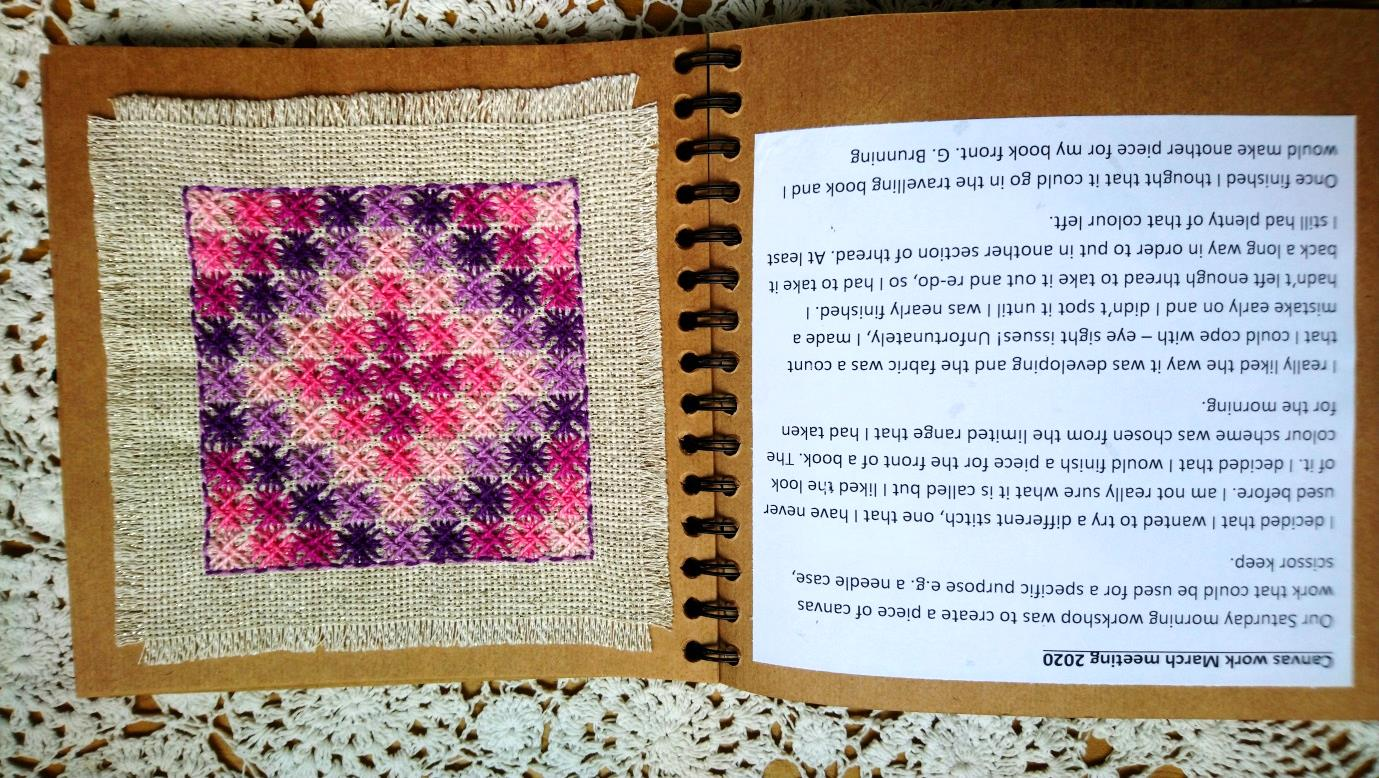 Canvas work March meeting 2020
Our Saturday morning workshop was to create a piece of canvas
work that could be used for a specific purpose e.g. a needle case,
scissor keep.
I decided that I wanted to try a different stitch, one that I have never
used before. I am not really sure what it is called but I liked the look
of it. I decided that I would finish a piece for the front of a book. The
colour scheme was chosen from the limited range that I had taken
for the morning.
I really liked the way it was developing and the fabric was a count
that I could cope with – eye sight issues! Unfortunately, I made a
mistake early on and I didn't spot it until I was nearly finished. I
hadn't left enough thread to take it out and re-do, so I had to take it
back a long way in order to put in another section of thread. At least
I still had plenty of that colour left.
Once finished I thought that it could go in the travelling book and I
would make another piece for my book front. G. Brunning